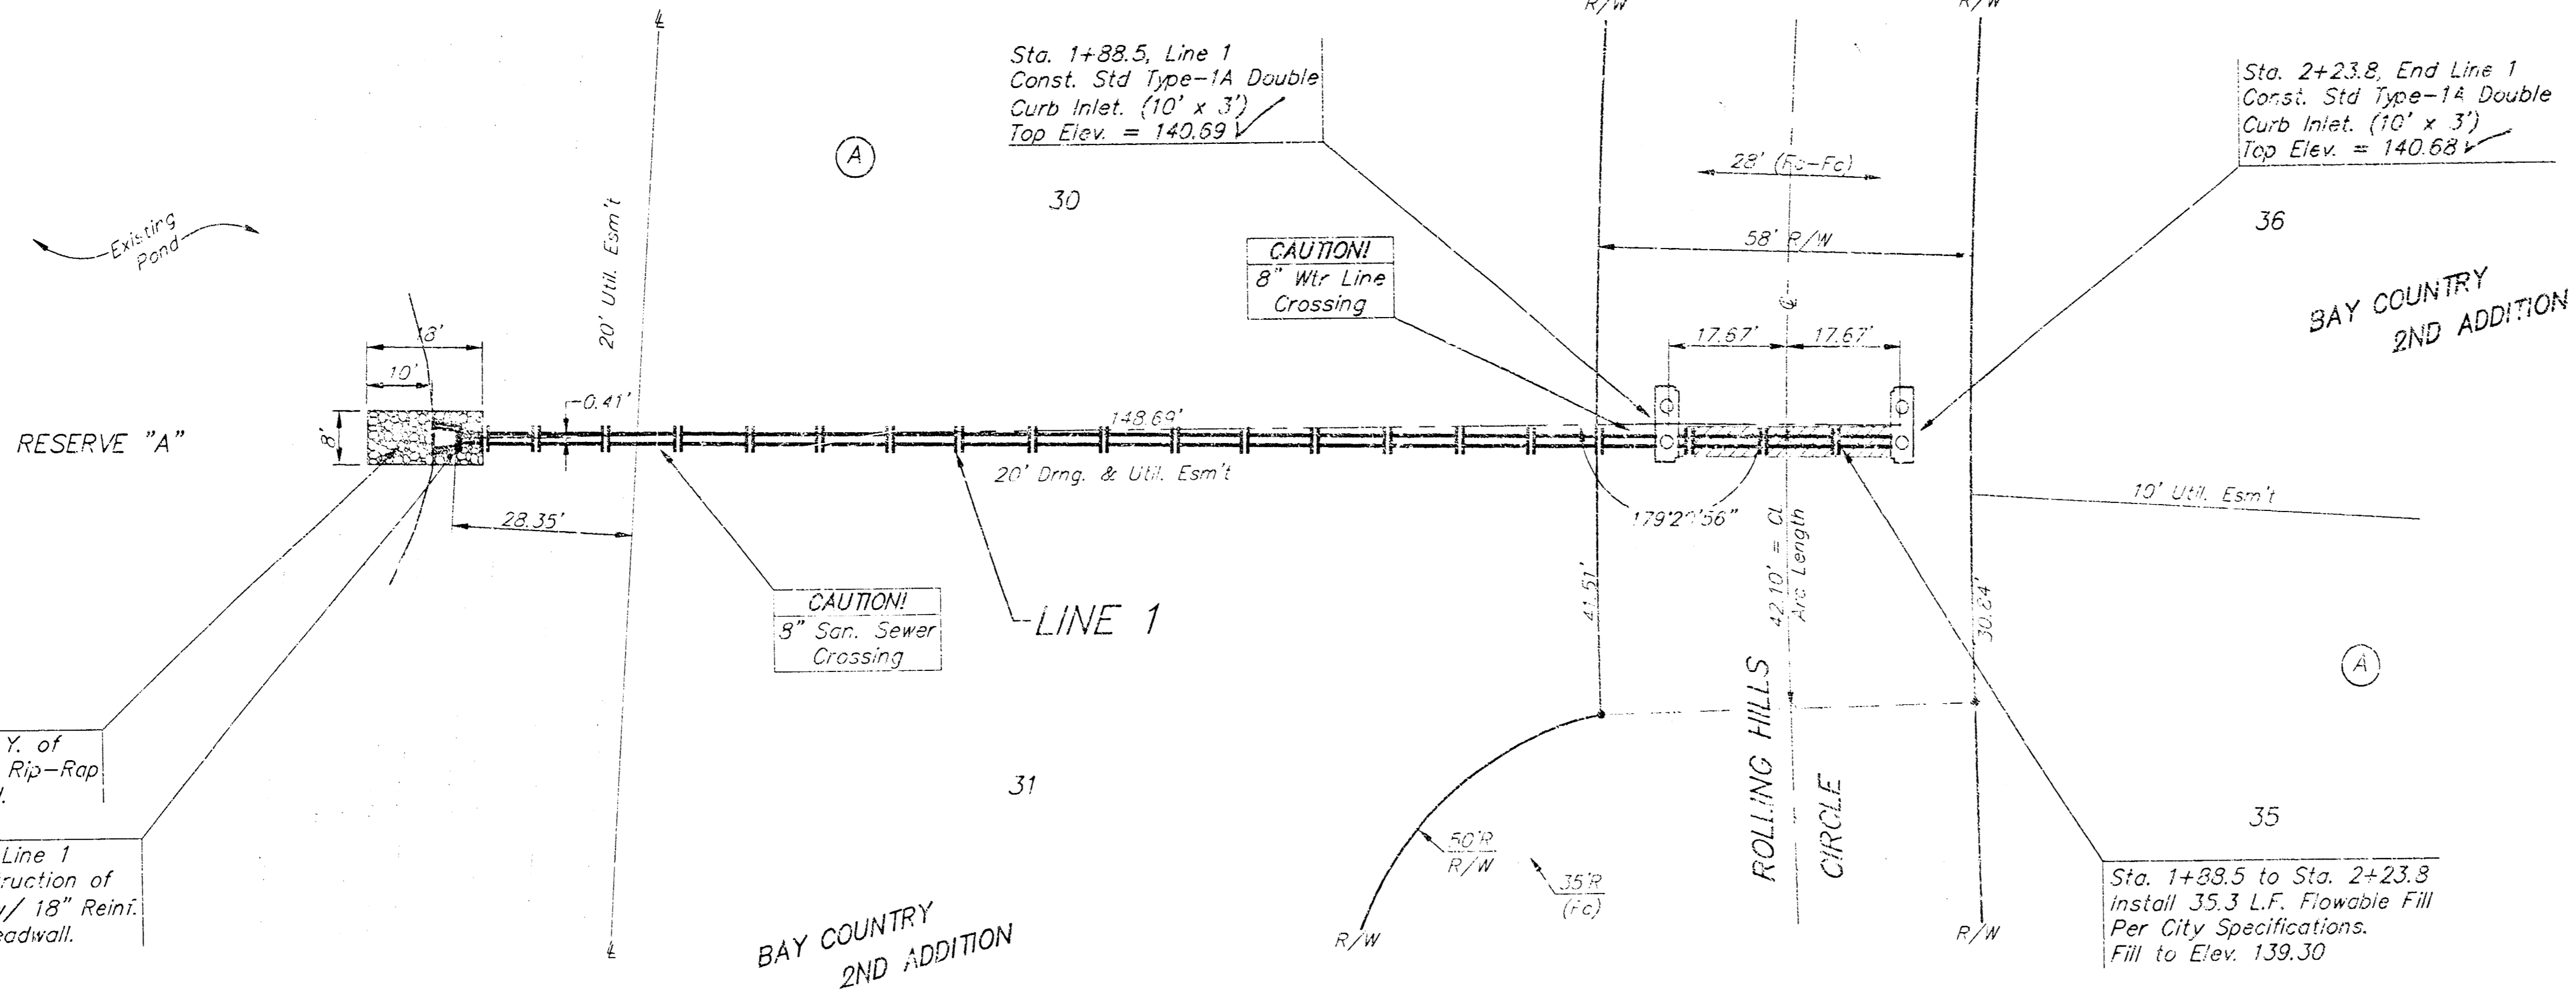 R/W
R/W
Sta. 1+88.5, Line 1
Const. Std Type-1A Double
Curb Inlet. (10' x 3')
Top Elev. = 140.69
Sta. 2+23.8, End Line 1
Const. Std Type-1A Double
Curb Inlet. (10' x 3')
Top Elev. = 140.68
A
30
28' (Fc-Fc)
36
58' R/W
Existing
Pond
20' Util. Esm't
CAUTION!
8" Wtr Line
Crossing
BAY COUNTRY
2ND ADDITION
18'
10'
17.67'
17.67'
0.41'
148.69'
8'
RESERVE "A"
20' Drng. & Util. Esm't
10' Util. Esm't
28.35'
41.51'
42.10' = CL
Arc Length
CAUTION!
8" San. Sewer
Crossing
LINE 1
A
Y. of
Rip-Rap
31
ROLLING HILLS
CIRCLE
35
50'R
R/W
35'R
(Fc)
Line 1
ruction of
w/ 18" Reinf.
eadwall.
Sta. 1+88.5 to Sta. 2+23.8
Install 35.3 L.F. Flowable Fill
Per City Specifications.
Fill to Elev. 139.30
BAY COUNTRY
2ND ADDITION
R/W
R/W